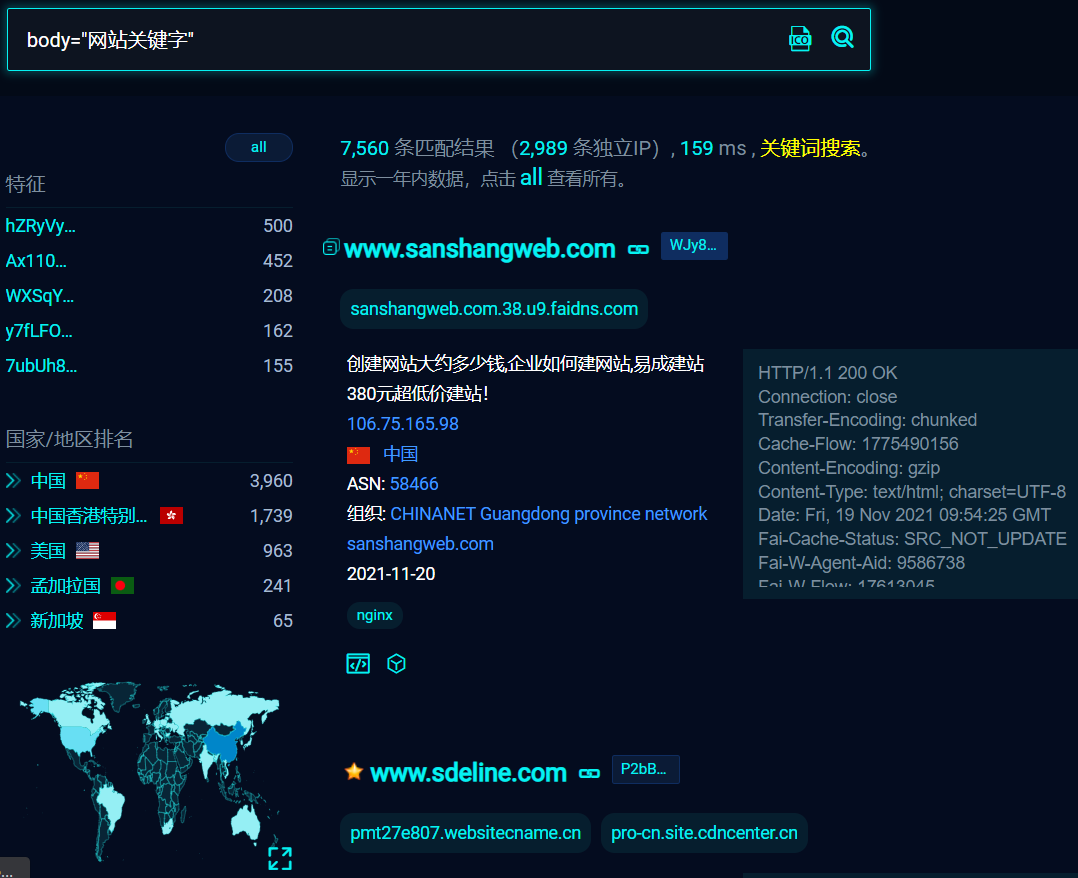 body="网站关键字"
ICO
all
特征
hZRyVy... 500
Ax110... 452
WXSqY... 208
y7fLFO... 162
7ubUh8... 155
国家/地区排名
中国 3,960
中国香港特别... 1,739
美国 963
孟加拉国 241
新加坡 65
...
7,560 条匹配结果 （2,989 条独立IP）, 159 ms , 关键词搜索。
显示一年内数据，点击 all 查看所有。
www.sanshangweb.com WJy8...
sanshangweb.com.38.u9.faidns.com
创建网站大约多少钱,企业如何建网站,易成建站
380元超低价建站!
106.75.165.98
中国
ASN: 58466
组织: CHINANET Guangdong province network
sanshangweb.com
2021-11-20
nginx
HTTP/1.1 200 OK
Connection: close
Transfer-Encoding: chunked
Cache-Flow: 1775490156
Content-Encoding: gzip
Content-Type: text/html; charset=UTF-8
Date: Fri, 19 Nov 2021 09:54:25 GMT
Fai-Cache-Status: SRC_NOT_UPDATE
Fai-W-Agent-Aid: 9586738
Fai-W-Flow: 17613045
www.sdeline.com P2bB...
pmt27e807.websitecname.cn pro-cn.site.cdncenter.cn